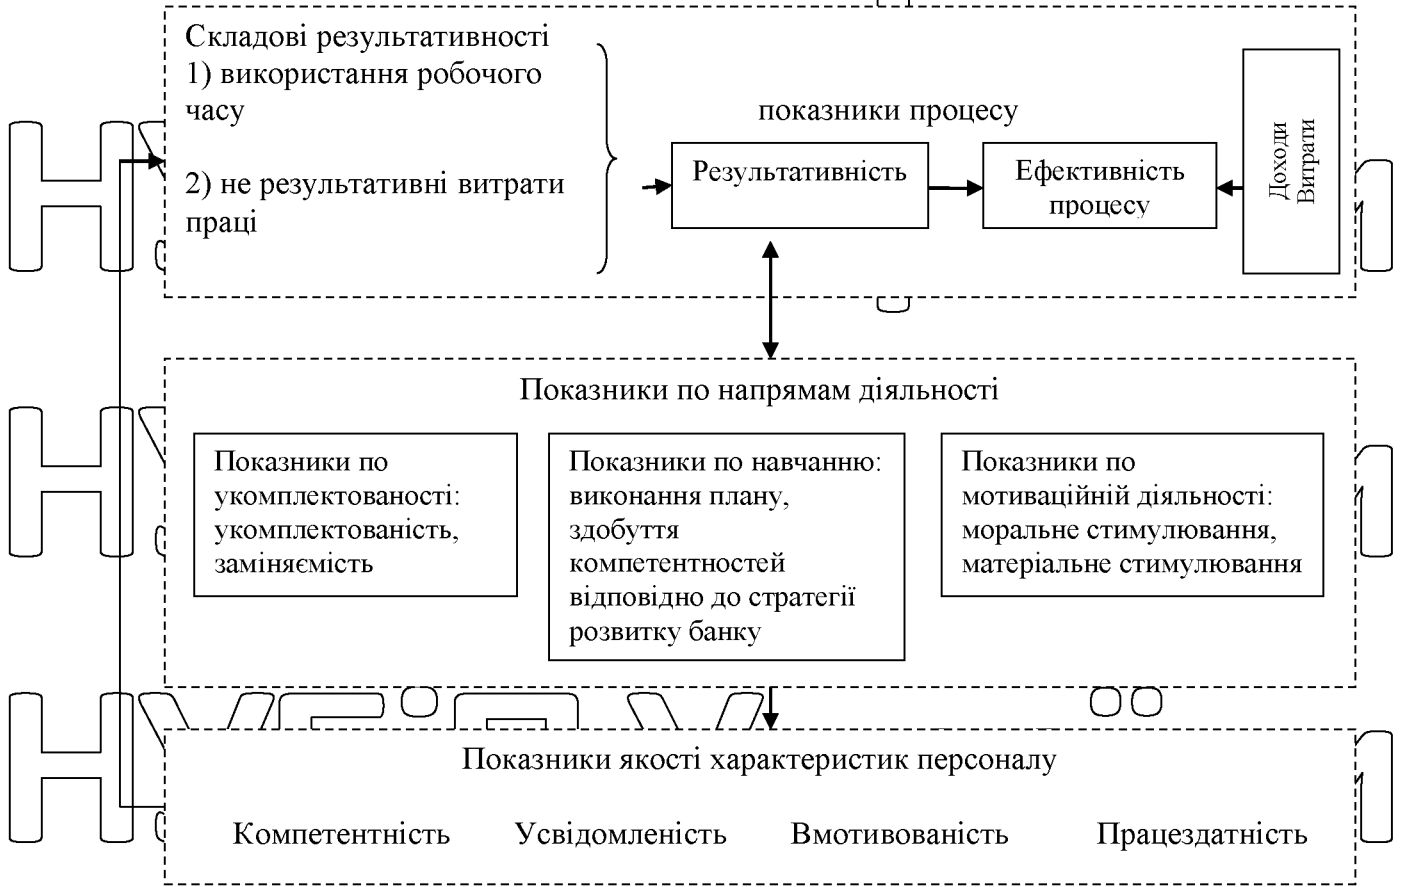 Складові результативності
1) використання робочого
часу
2) не результативні витрати
праці
показники процесу
Результативність
Ефективність
процесу
Доходи
Витрати
Показники по напрямам діяльності
Показники по
укомплектованості:
укомплектованість,
заміняємість
Показники по навчанню:
виконання плану,
здобуття
компетентностей
відповідно до стратегії
розвитку банку
Показники по
мотиваційній діяльності:
моральне стимулювання,
матеріальне стимулювання
Показники якості характеристик персоналу
Компетентність Усвідомленість Вмотивованість Працездатність